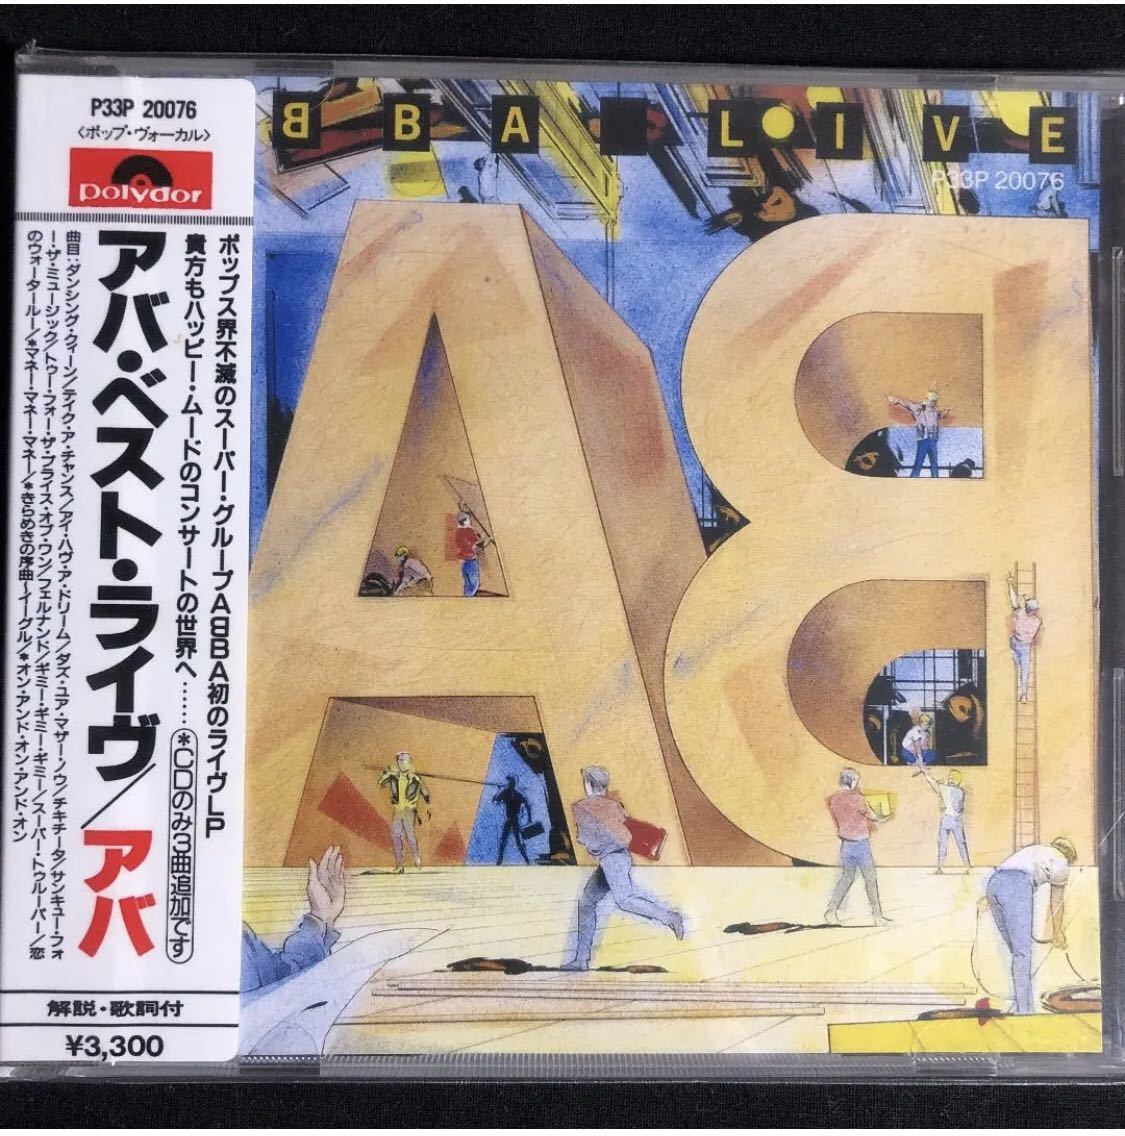 P33P 20076
〈ポップ・ヴォーカル〉
polydor
ポップス界不滅のスーパー・グループAᗺBA初のライヴLP
貴方もハッピー・ムードのコンサートの世界へ……＊CDのみ3曲追加です
アバ・ベスト・ライヴ／アバ
曲目：ダンシング・クィーン/テイク・ア・チャンス/アイ・ハヴ・ア・ドリーム/ダズ・ユア・マザー・ノウ/チキチータ/サンキュー・フォ
ー・ザ・ミュージック/トゥー・フォー・ザ・プライス・オブ・ワン/フェルナンド/ギミー・ギミー・ギミー/スーパー・トゥルーパー/恋
のウォータールー/＊マネー・マネー・マネー/＊きらめきの序曲〜イーグル/＊オン・アンド・オン・アンド・オン
解説・歌詞付
¥3,300
ᗺBA LIVE
P33P 20076
AB